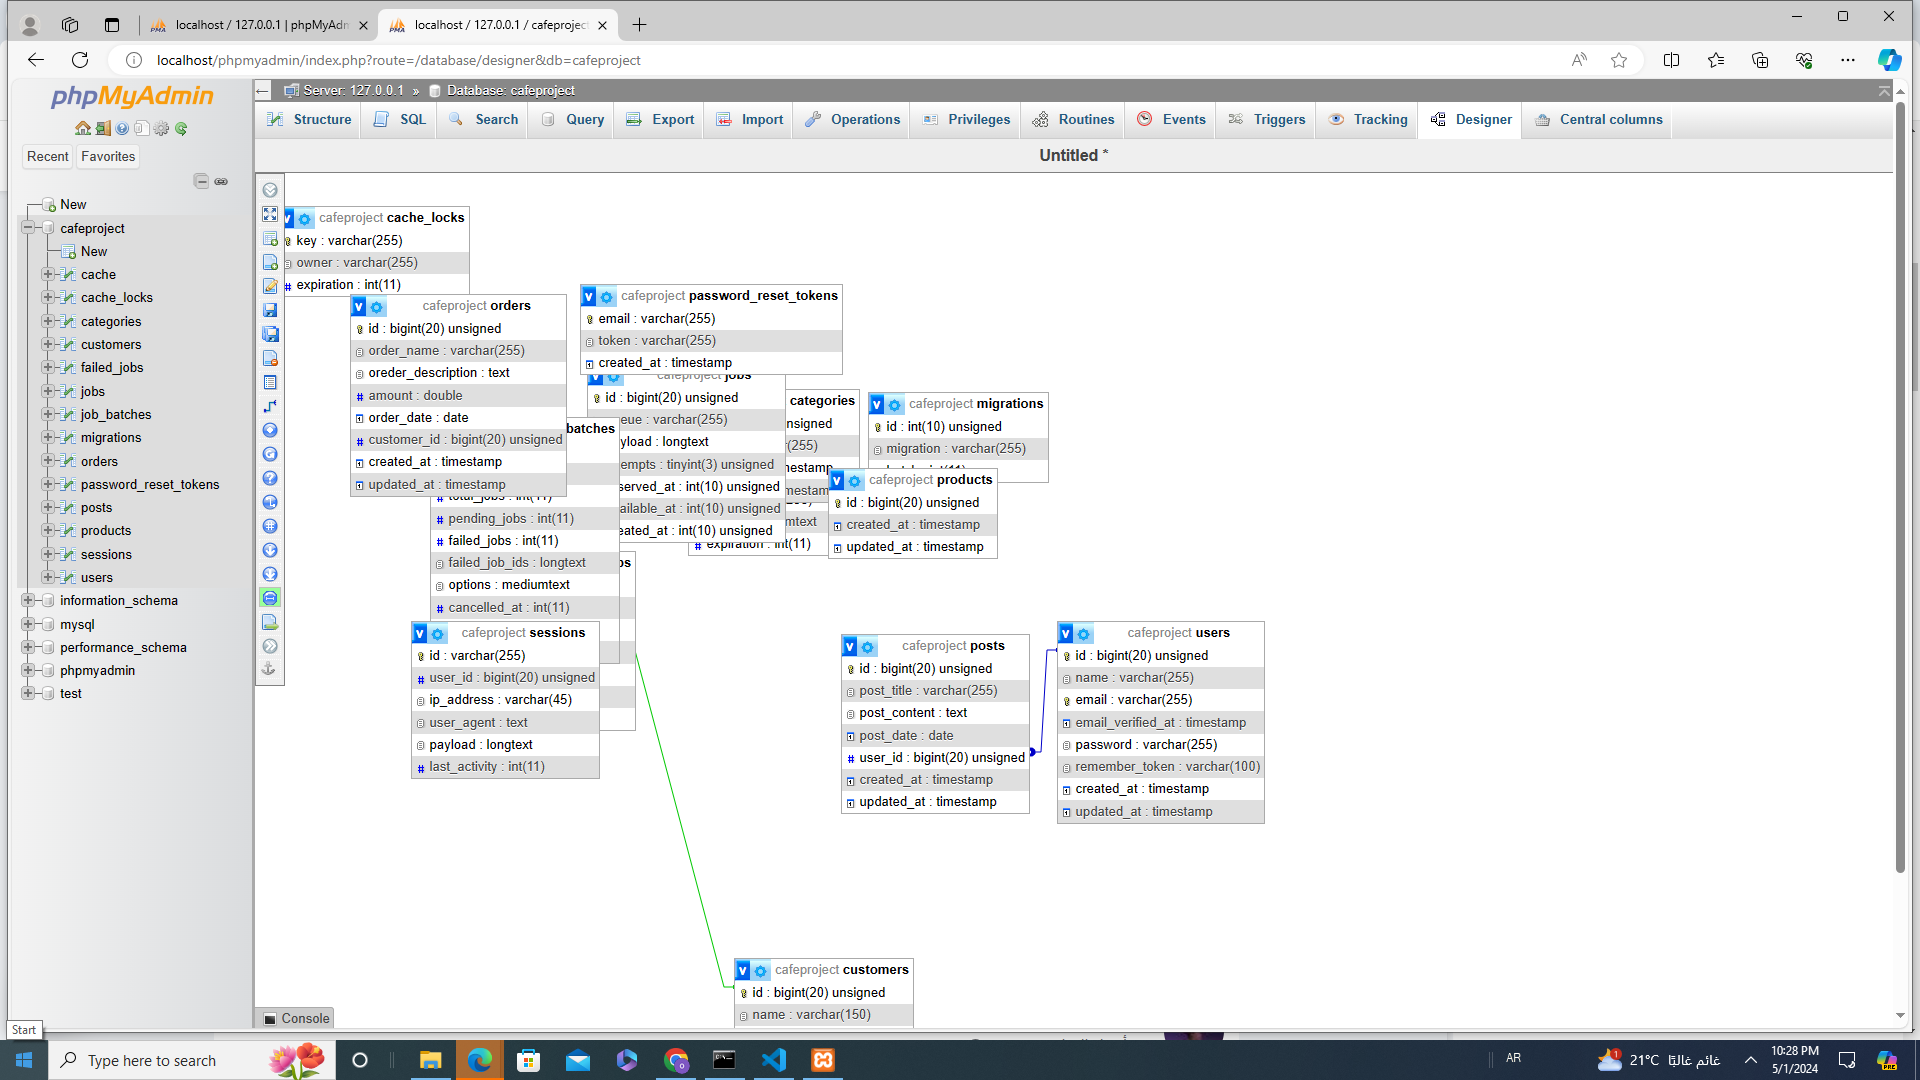 localhost / 127.0.0.1 | phpMyAdm
localhost / 127.0.0.1 / cafeproject
localhost/phpmyadmin/index.php?route=/database/designer&db=cafeproject
phpMyAdmin
Recent
Favorites
New
cafeproject
New
cache
cache_locks
categories
customers
failed_jobs
jobs
job_batches
migrations
orders
password_reset_tokens
posts
products
sessions
users
information_schema
mysql
performance_schema
phpmyadmin
test
Server: 127.0.0.1 » Database: cafeproject
Structure
SQL
Search
Query
Export
Import
Operations
Privileges
Routines
Events
Triggers
Tracking
Designer
Central columns
Untitled *
cafeproject cache_locks
key : varchar(255)
owner : varchar(255)
expiration : int(11)
cafeproject orders
id : bigint(20) unsigned
order_name : varchar(255)
oreder_description : text
amount : double
order_date : date
customer_id : bigint(20) unsigned
created_at : timestamp
updated_at : timestamp
cafeproject password_reset_tokens
email : varchar(255)
token : varchar(255)
created_at : timestamp
cafeproject jobs
id : bigint(20) unsigned
eue : varchar(255)
yload : longtext
empts : tinyint(3) unsigned
served_at : int(10) unsigned
ailable_at : int(10) unsigned
eated_at : int(10) unsigned
categories
nsigned
(255)
mestamp
mestam
mtext
expiration : int(11)
cafeproject migrations
id : int(10) unsigned
migration : varchar(255)
cafeproject products
id : bigint(20) unsigned
created_at : timestamp
updated_at : timestamp
batches
total_jobs : int(11)
pending_jobs : int(11)
failed_jobs : int(11)
failed_job_ids : longtext
options : mediumtext
cancelled_at : int(11)
bs
cafeproject sessions
id : varchar(255)
user_id : bigint(20) unsigned
ip_address : varchar(45)
user_agent : text
payload : longtext
last_activity : int(11)
cafeproject posts
id : bigint(20) unsigned
post_title : varchar(255)
post_content : text
post_date : date
user_id : bigint(20) unsigned
created_at : timestamp
updated_at : timestamp
cafeproject users
id : bigint(20) unsigned
name : varchar(255)
email : varchar(255)
email_verified_at : timestamp
password : varchar(255)
remember_token : varchar(100)
created_at : timestamp
updated_at : timestamp
cafeproject customers
id : bigint(20) unsigned
name : varchar(150)
Console
Start
Type here to search
AR
21°C غائم غالبًا
10:28 PM
5/1/2024